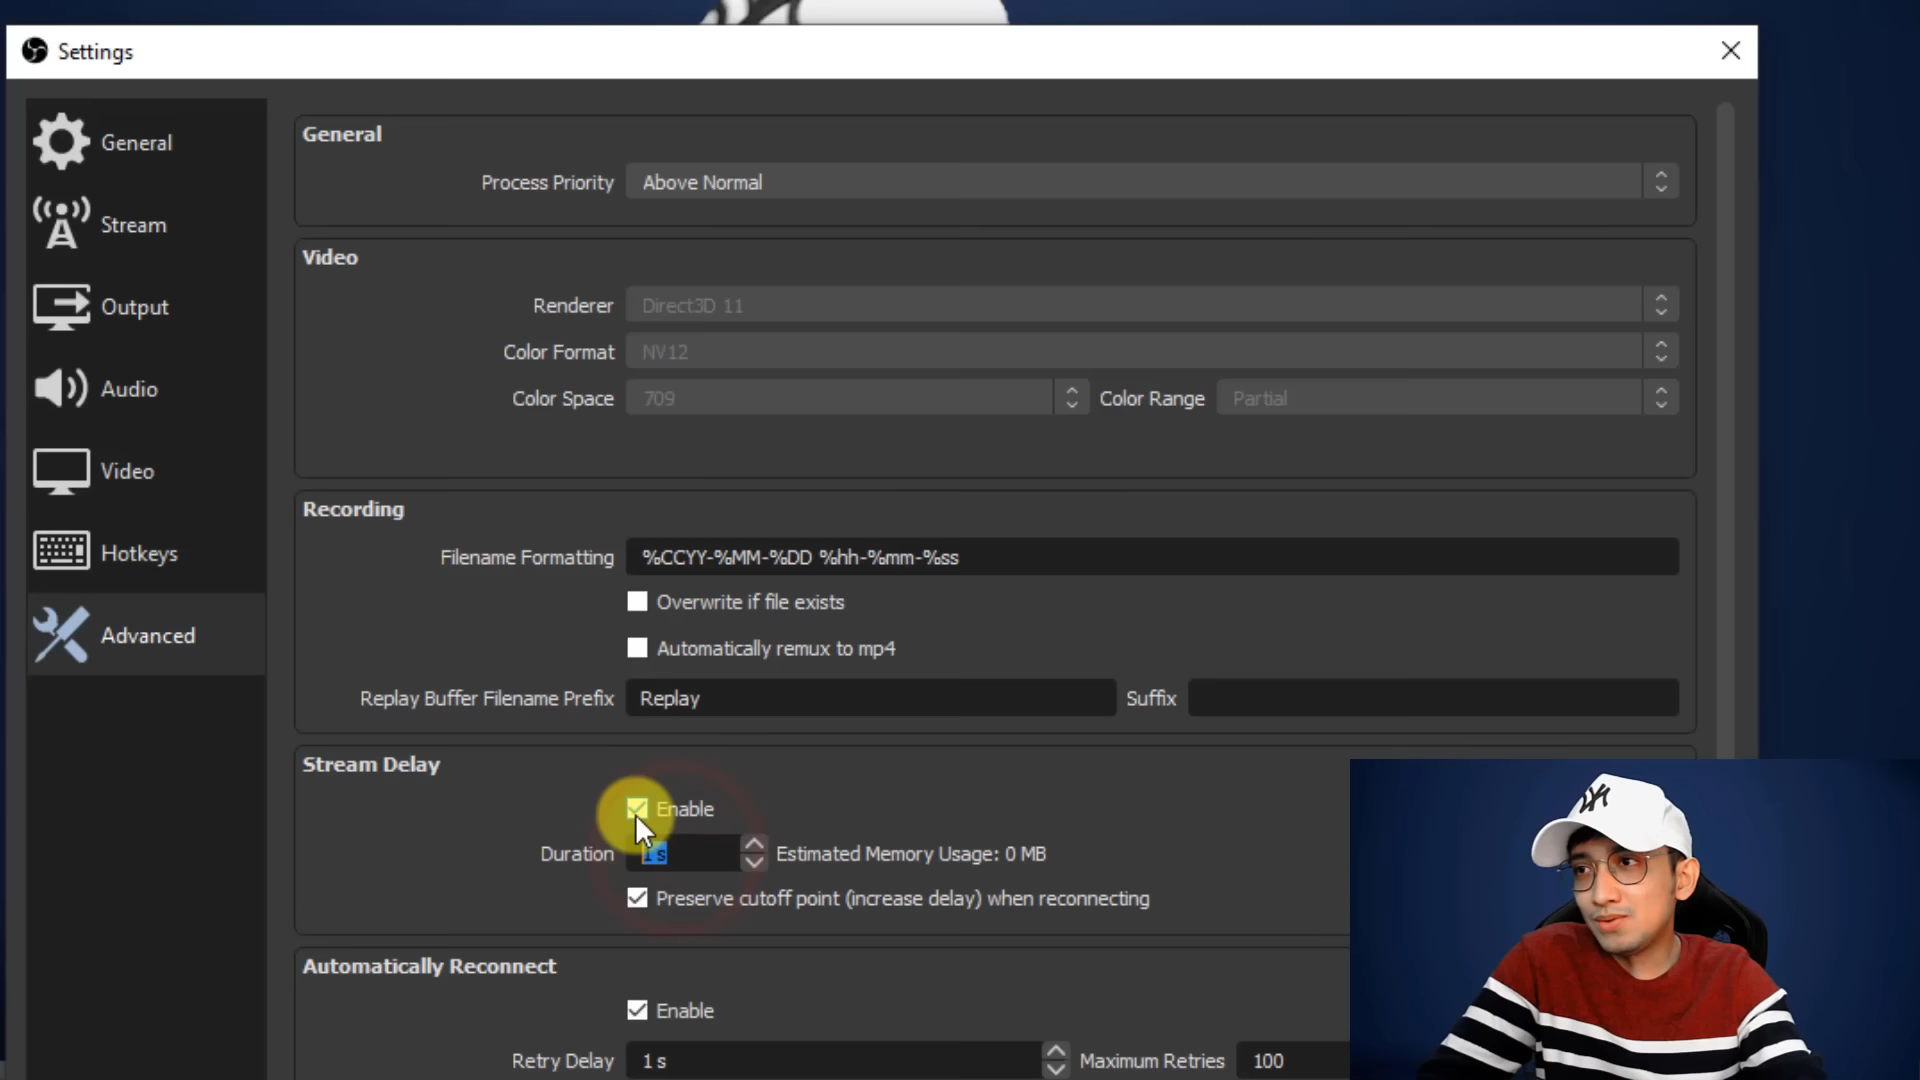 Settings
General
Stream
Output
Audio
Video
Hotkeys
Advanced
General
Process Priority Above Normal
Video
Renderer Direct3D 11
Color Format NV12
Color Space 709 Color Range Partial
Recording
Filename Formatting %CCYY-%MM-%DD %hh-%mm-%ss
Overwrite if file exists
Automatically remux to mp4
Replay Buffer Filename Prefix Replay Suffix
Stream Delay
Enable
Duration 1 s Estimated Memory Usage: 0 MB
Preserve cutoff point (increase delay) when reconnecting
Automatically Reconnect
Enable
Retry Delay 1 s Maximum Retries 100